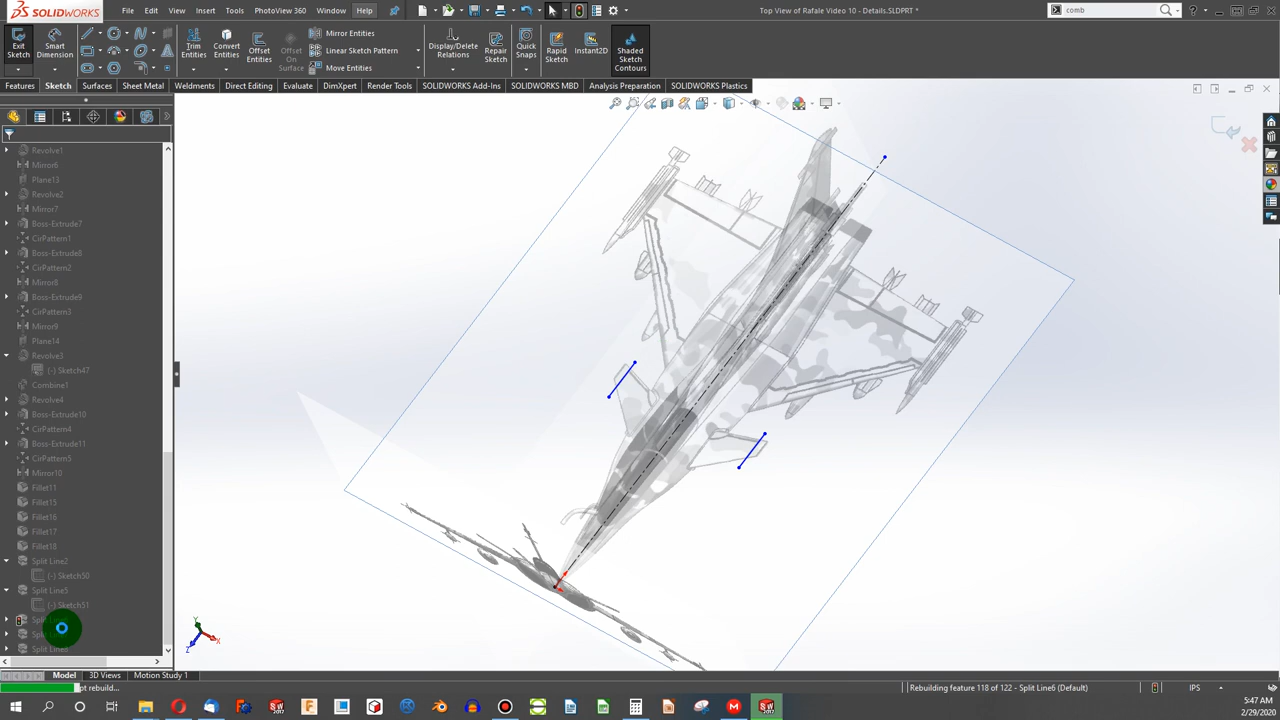 SOLIDWORKS
File Edit View Insert Tools PhotoView 360 Window Help
Top View of Rafale Video 10 - Details.SLDPRT *
comb
Exit Sketch
Smart Dimension
Trim Entities
Convert Entities
Offset Entities
Offset On Surface
Mirror Entities
Linear Sketch Pattern
Move Entities
Display/Delete Relations
Repair Sketch
Quick Snaps
Rapid Sketch
Instant2D
Shaded Sketch Contours
Features Sketch Surfaces Sheet Metal Weldments Direct Editing Evaluate DimXpert Render Tools SOLIDWORKS Add-Ins SOLIDWORKS MBD Analysis Preparation SOLIDWORKS Plastics
Revolve1
Mirror6
Plane13
Revolve2
Mirror7
Boss-Extrude7
CirPattern1
Boss-Extrude8
CirPattern2
Mirror8
Boss-Extrude9
CirPattern3
Mirror9
Plane14
Revolve3
(-) Sketch47
Combine1
Revolve4
Boss-Extrude10
CirPattern4
Boss-Extrude11
CirPattern5
Mirror10
Fillet11
Fillet15
Fillet16
Fillet17
Fillet18
Split Line2
(-) Sketch50
Split Line5
(-) Sketch51
Y
X
Z
Model 3D Views Motion Study 1
pt rebuild...
Rebuilding feature 118 of 122 - Split Line6 (Default)
IPS
5:47 AM
2/29/2020